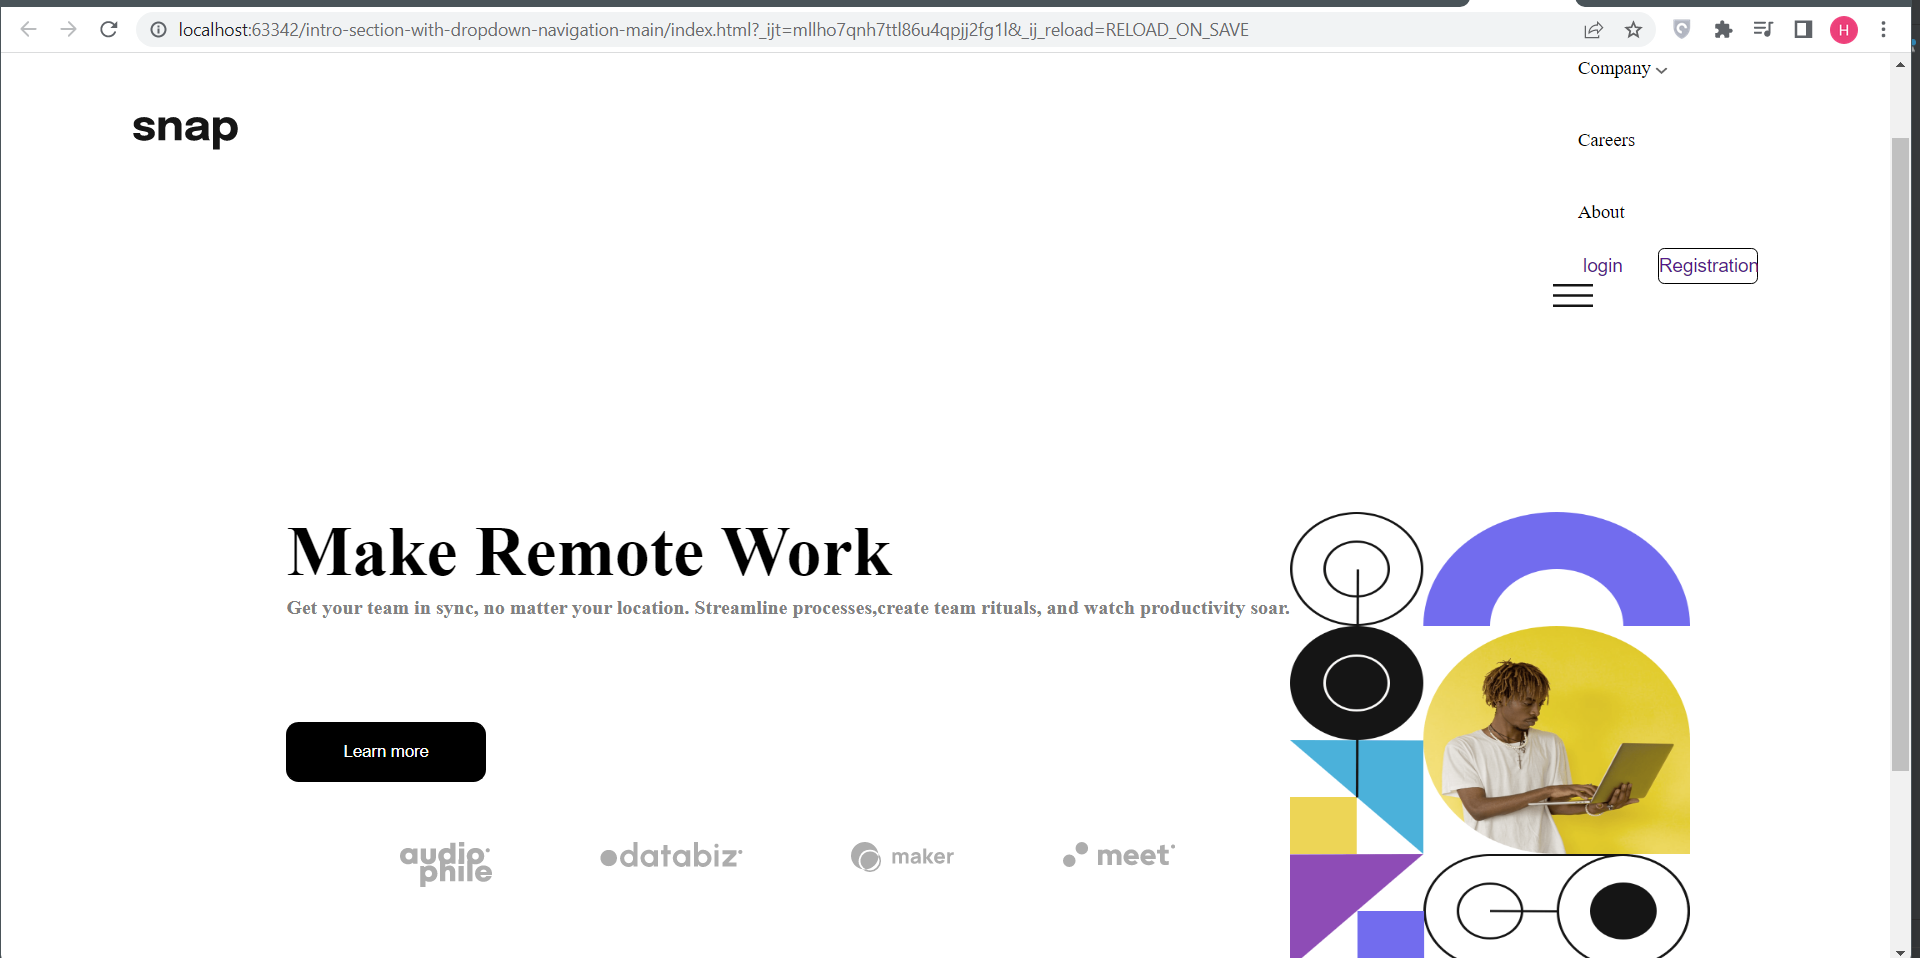 localhost:63342/intro-section-with-dropdown-navigation-main/index.html?_ijt=mllho7qnh7ttl86u4qpjj2fg1l&_ij_reload=RELOAD_ON_SAVE
H
Company
snap
Careers
About
login Registration
Make Remote Work
Get your team in sync, no matter your location. Streamline processes,create team rituals, and watch productivity soar.
Learn more
audiophile databiz maker meet